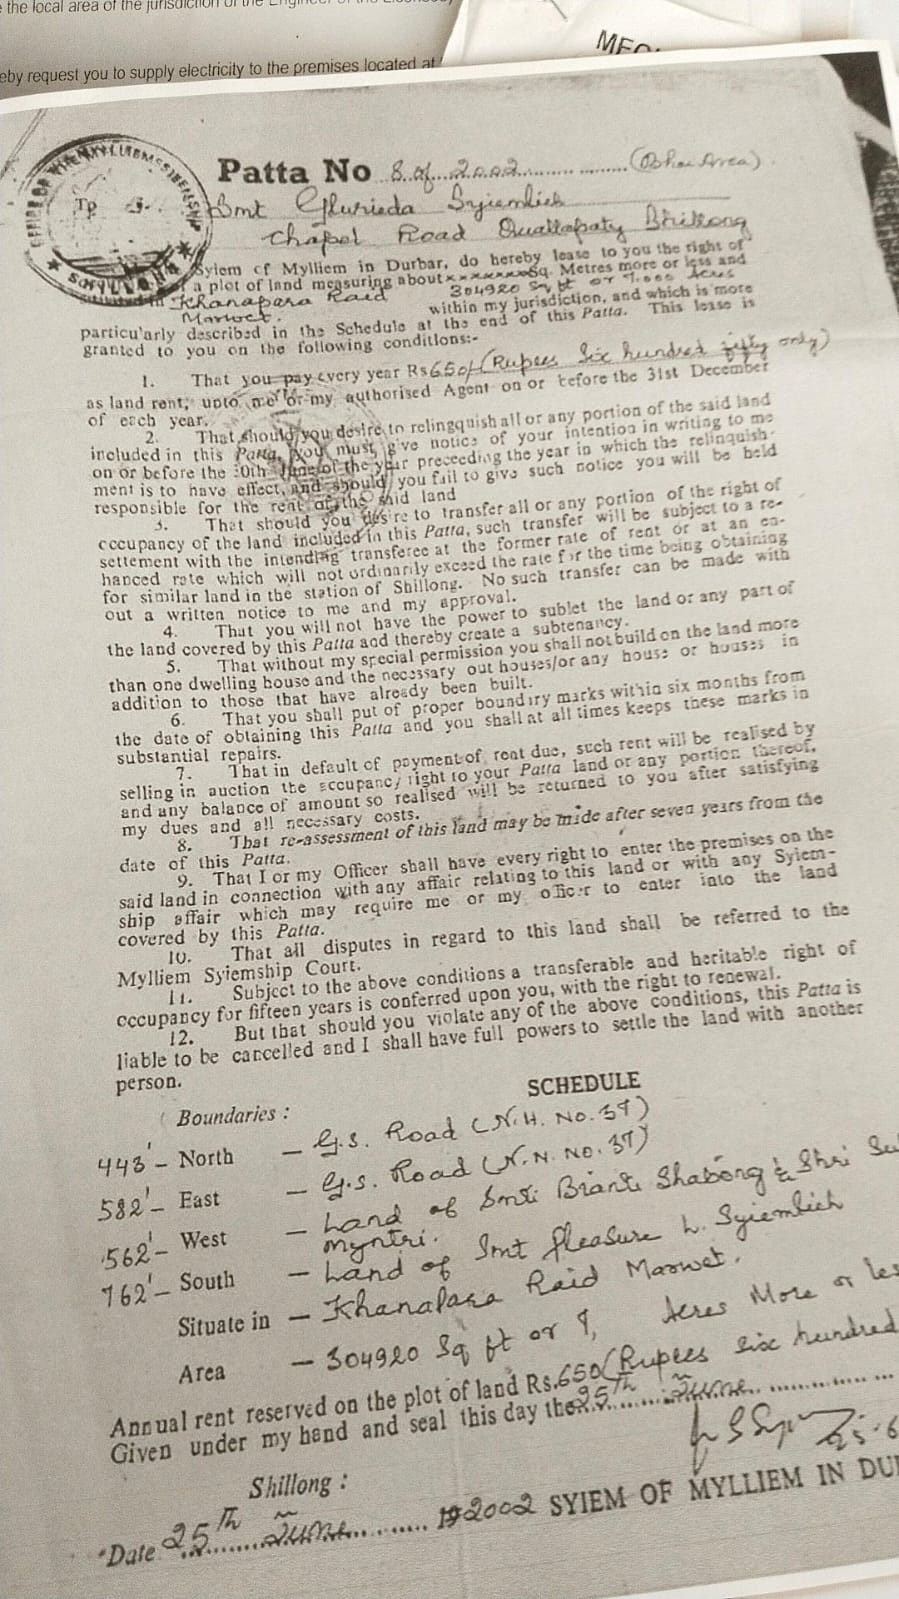 the local area of the jurisdiction of the Engineer of the
eby request you to supply electricity to the premises located at
Patta No 8 of 2002 (Bhoi Area)
Smt Glurieda Syiemlieh
Chapel Road Qualapaty Shillong
Syiem of Mylliem in Durbar, do hereby lease to you the right of
a plot of land measuring about xxxxxxx Sq. Metres more or less and
304920 Sq ft or 7.000 Acres
Khanapara Raid
Marwet. within my jurisdiction, and which is more
particularly described in the Schedule at the end of this Patta. This lease is
granted to you on the following conditions:-
1. That you pay every year Rs 650/- (Rupees Six hundred fifty only)
as land rent, unto me or my authorised Agent on or before the 31st December
of each year.
2. That should you desire to relingquish all or any portion of the said land
included in this Patta, you must give notice of your intention in writing to me
on or before the 30th June of the year preceeding the year in which the relinquish-
ment is to have effect, and should you fail to give such notice you will be held
responsible for the rent of the said land
3. That should you desire to transfer all or any portion of the right of
occupancy of the land included in this Patta, such transfer will be subject to a re-
settement with the intending transferee at the former rate of rent or at an en-
hanced rate which will not ordinarily exceed the rate for the time being obtaining
for similar land in the station of Shillong. No such transfer can be made with
out a written notice to me and my approval.
4. That you will not have the power to sublet the land or any part of
the land covered by this Patta and thereby create a subtenancy.
5. That without my special permission you shall not build on the land more
than one dwelling house and the necessary out houses/or any house or houses in
addition to those that have already been built.
6. That you shall put of proper boundary marks within six months from
the date of obtaining this Patta and you shall at all times keeps these marks in
substantial repairs.
7. That in default of payment of rent due, such rent will be realised by
selling in auction the occupancy right to your Patta land or any portion thereof,
and any balance of amount so realised will be returned to you after satisfying
my dues and all necessary costs.
8. That re-assessment of this land may be made after seven years from the
date of this Patta.
9. That I or my Officer shall have every right to enter the premises on the
said land in connection with any affair relating to this land or with any Syiem-
ship affair which may require me or my officer to enter into the land
covered by this Patta.
10. That all disputes in regard to this land shall be referred to the
Mylliem Syiemship Court.
11. Subject to the above conditions a transferable and heritable right of
occupancy for fifteen years is conferred upon you, with the right to renewal.
12. But that should you violate any of the above conditions, this Patta is
liable to be cancelled and I shall have full powers to settle the land with another
person.
SCHEDULE
Boundaries :
443' - North - G.S. Road (N.H. No. 37)
582' - East - G.S. Road (N.H. No. 37)
562' - West - Land of Smti Brianti Shabong & Shri
Myntri.
762' - South - Land of Smt Pleasure L. Syiemlieh
Situate in - Khanapara Raid Marwet.
Area - 304920 Sq ft or 7, Acres More or les
Annual rent reserved on the plot of land Rs. 650/ (Rupees Six hundred
Given under my hand and seal this day the 25th June
25.6
Shillong :
SYIEM OF MYLLIEM IN DU
Date 25th June 2002